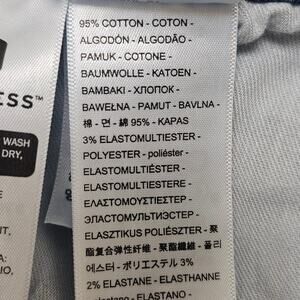 ESS™
WASH
DRY,
95% COTTON - COTON -
ALGODÓN - ALGODÃO -
PAMUK - COTONE -
BAUMWOLLE - KATOEN -
BAMBAKI - ХЛОПОК -
BAWEŁNA - PAMUT - BAVLNA -
棉 - 면 - 綿 95% - KAPAS
3% ELASTOMULTIESTER -
POLYESTER - poliéster -
ELASTOMULTIÉSTER -
ELASTOMULTIESTERE -
ΕΛΑΣΤΟΜΟΥΣΤΙΕΣΤΕΡ -
ЭЛАСТОМУЛЬТИЭСТЕР -
ELASZTIKUS POLIÉSZTER - 聚
酯复合弹性纤维 - 聚酯纖維 - 폴리
에스터 - ポリエステル 3%
2% ELASTANE - ELASTHANNE
elastano - ELASTANO